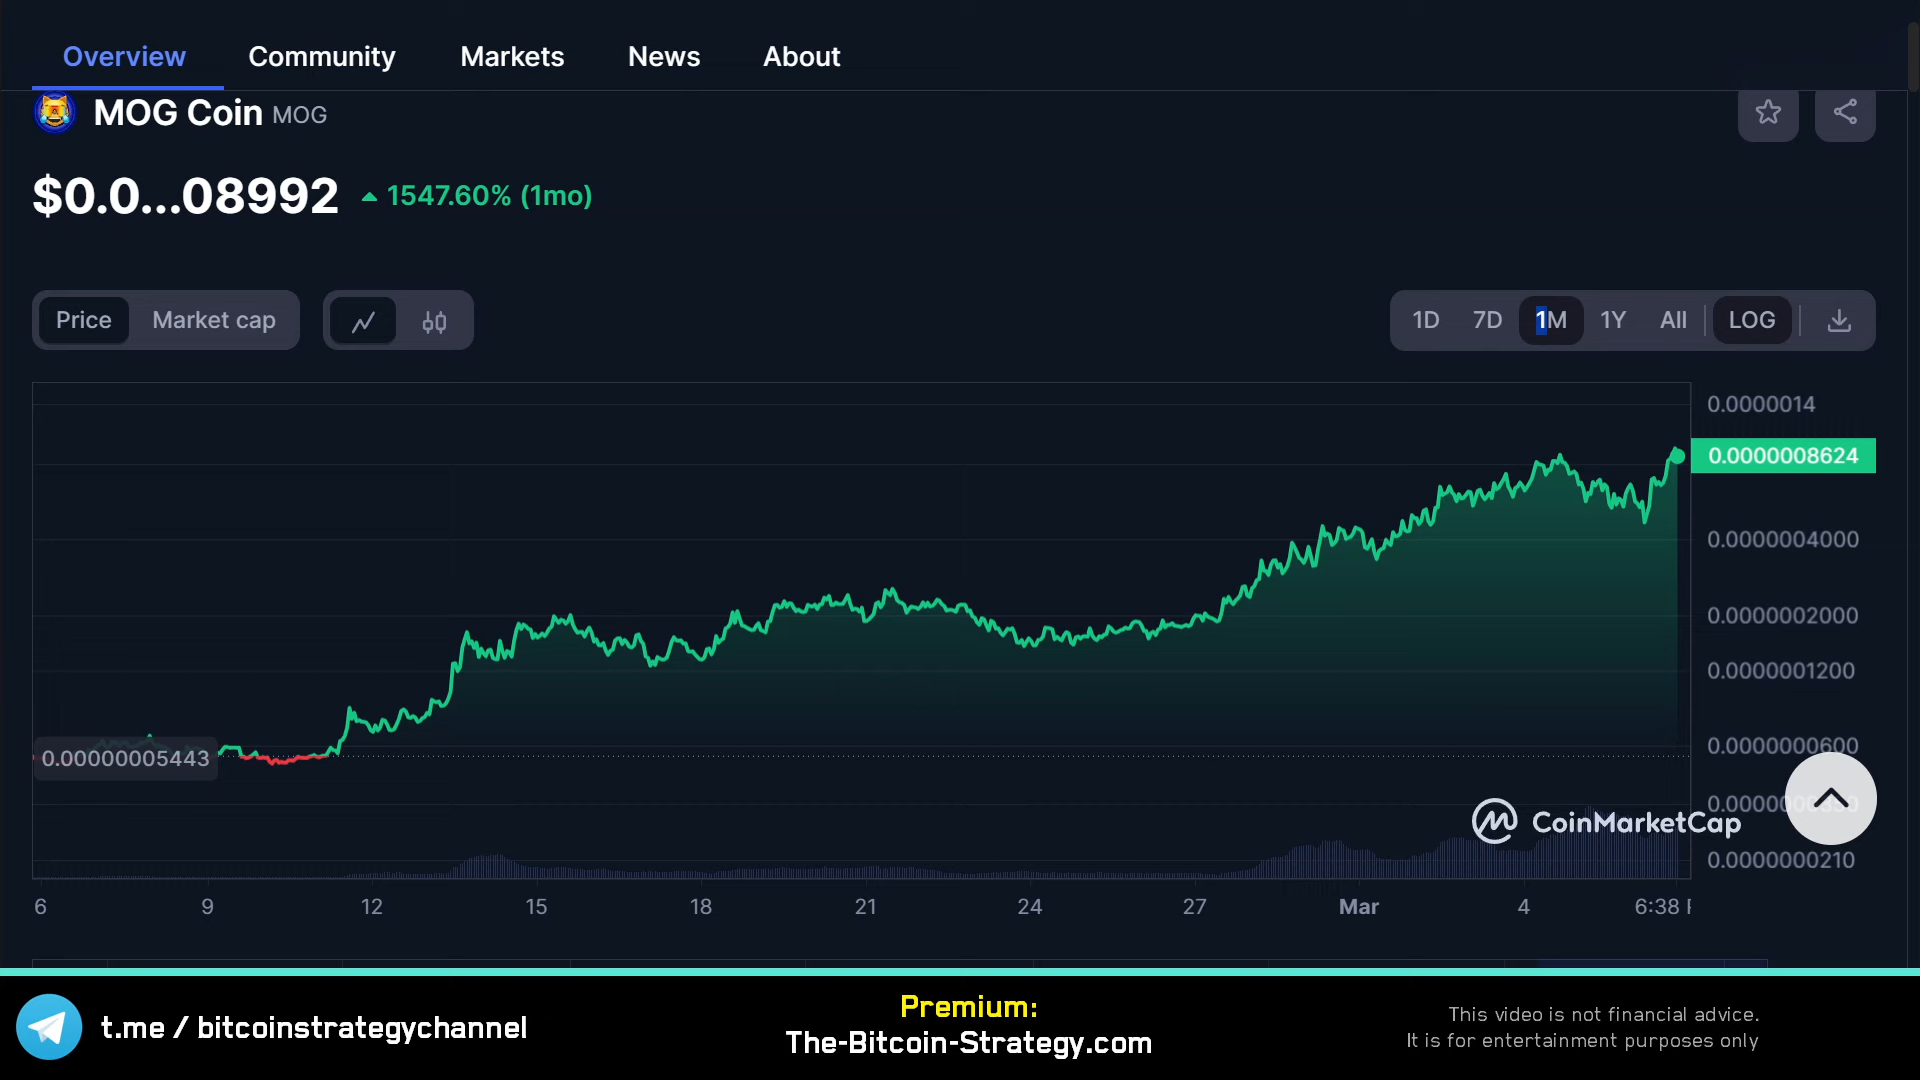 Overview Community Markets News About
MOG Coin MOG
$0.0...08992 1547.60% (1mo)
Price Market cap 1D 7D 1M 1Y All LOG
0.0000014
0.0000008624
0.0000004000
0.0000002000
0.0000001200
0.0000000600
0.00000005443
CoinMarketCap
0.0000000210
6 9 12 15 18 21 24 27 Mar 4 6:38
t.me / bitcoinstrategychannel
Premium:
The-Bitcoin-Strategy.com
This video is not financial advice.
It is for entertainment purposes only